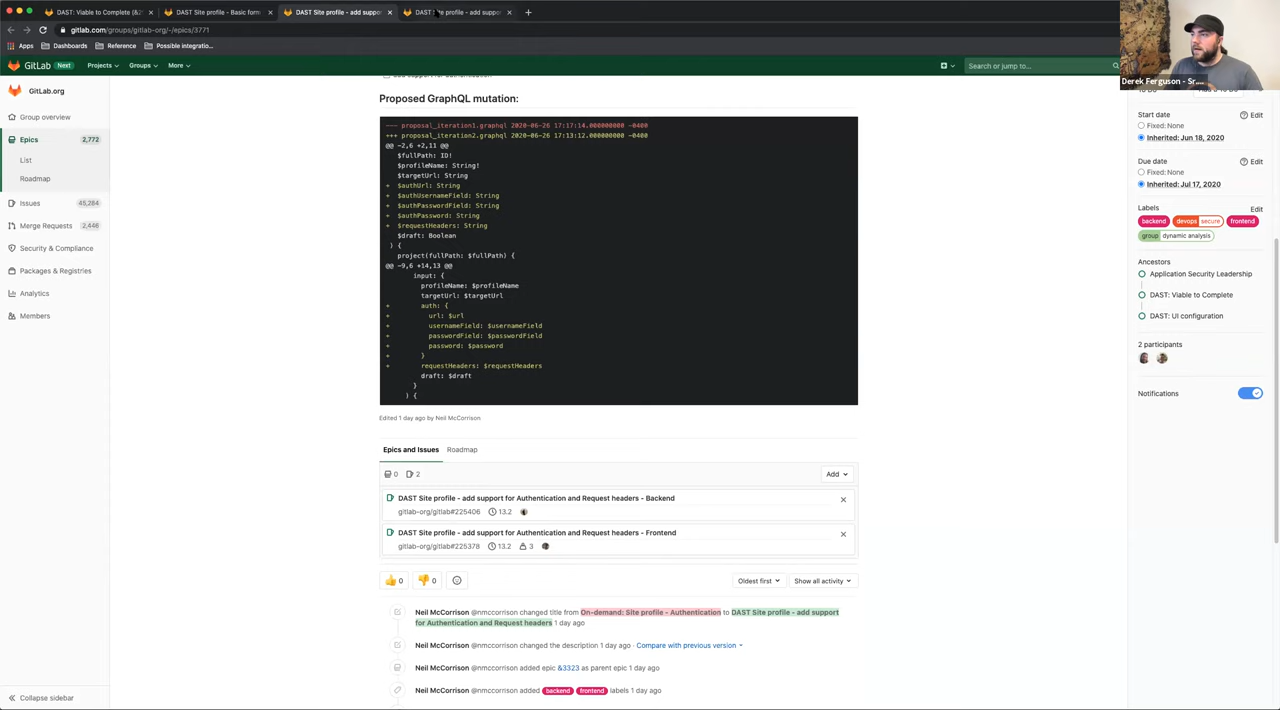 DAST: Viable to Complete (&2
DAST Site profile - Basic form
DAST Site profile - add suppor
DAST Site profile - add suppor
gitlab.com/groups/gitlab-org/-/epics/3771
Apps
Dashboards
Reference
Possible integratio...
GitLab
Next
Projects
Groups
More
Search or jump to...
Derek Ferguson - Sr....
GitLab.org
Group overview
Epics
2,772
List
Roadmap
Issues
45,284
Merge Requests
2,446
Security & Compliance
Packages & Registries
Analytics
Members
Collapse sidebar
add support for authentication
Proposed GraphQL mutation:
--- proposal_iteration1.graphql 2020-06-26 17:17:14.000000000 -0400
+++ proposal_iteration2.graphql 2020-06-26 17:13:12.000000000 -0400
@@ -2,6 +2,11 @@
$fullPath: ID!
$profileName: String!
$targetUrl: String
+ $authUrl: String
+ $authUsernameField: String
+ $authPasswordField: String
+ $authPassword: String
+ $requestHeaders: String
$draft: Boolean
) {
project(fullPath: $fullPath) {
@@ -9,6 +14,13 @@
input: {
profileName: $profileName
targetUrl: $targetUrl
+ auth: {
+ url: $url
+ usernameField: $usernameField
+ passwordField: $passwordField
+ password: $password
+ }
+ requestHeaders: $requestHeaders
draft: $draft
}
) {
Edited 1 day ago by Neil McCorrison
Epics and Issues
Roadmap
0
2
Add
DAST Site profile - add support for Authentication and Request headers - Backend
gitlab-org/gitlab#225406
13.2
DAST Site profile - add support for Authentication and Request headers - Frontend
gitlab-org/gitlab#225378
13.2
3
0
0
Oldest first
Show all activity
Neil McCorrison @nmccorrison changed title from On-demand: Site profile - Authentication to DAST Site profile - add support
for Authentication and Request headers 1 day ago
Neil McCorrison @nmccorrison changed the description 1 day ago · Compare with previous version
Neil McCorrison @nmccorrison added epic &3323 as parent epic 1 day ago
Neil McCorrison @nmccorrison added backend frontend labels 1 day ago
Start date
Edit
Fixed: None
Inherited: Jun 18, 2020
Due date
Edit
Fixed: None
Inherited: Jul 17, 2020
Labels
Edit
backend
devops secure
frontend
group dynamic analysis
Ancestors
Application Security Leadership
DAST: Viable to Complete
DAST: UI configuration
2 participants
Notifications